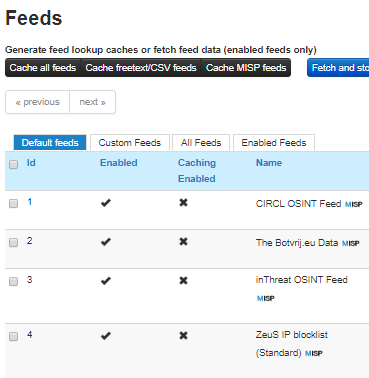 Feeds
Generate feed lookup caches or fetch feed data (enabled feeds only)
Cache all feeds Cache freetext/CSV feeds Cache MISP feeds Fetch and sto
« previous next »
Default feeds Custom Feeds All Feeds Enabled Feeds
Id Enabled Caching Name
Enabled
1 ✔ ✖ CIRCL OSINT Feed MISP
2 ✔ ✖ The Botvrij.eu Data MISP
3 ✔ ✖ inThreat OSINT Feed
MISP
4 ✔ ✖ ZeuS IP blocklist
(Standard) MISP